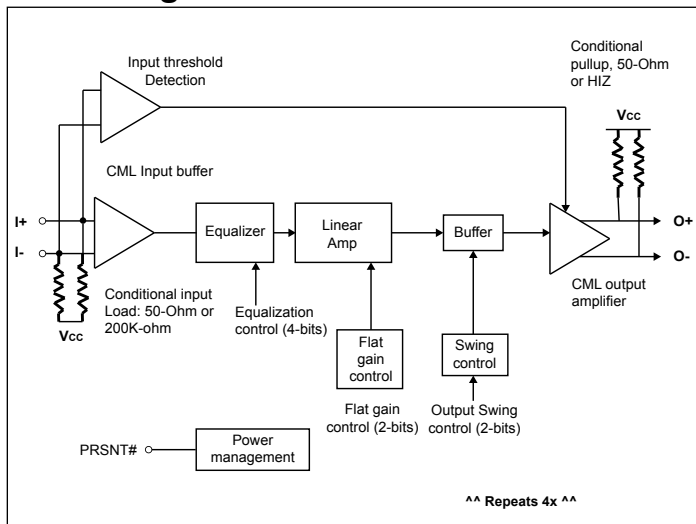 Input threshold
Detection
Conditional
pullup, 50-Ohm
or HIZ
Vcc
CML Input buffer
I+
I-
Equalizer
Linear
Amp
Buffer
O+
O-
CML output
amplifier
Vcc
Conditional input
Load: 50-Ohm or
200K-ohm
Equalization
control (4-bits)
Flat
gain
control
Swing
control
Flat gain
control (2-bits)
Output Swing
control (2-bits)
PRSNT#
Power
management
^^ Repeats 4x ^^